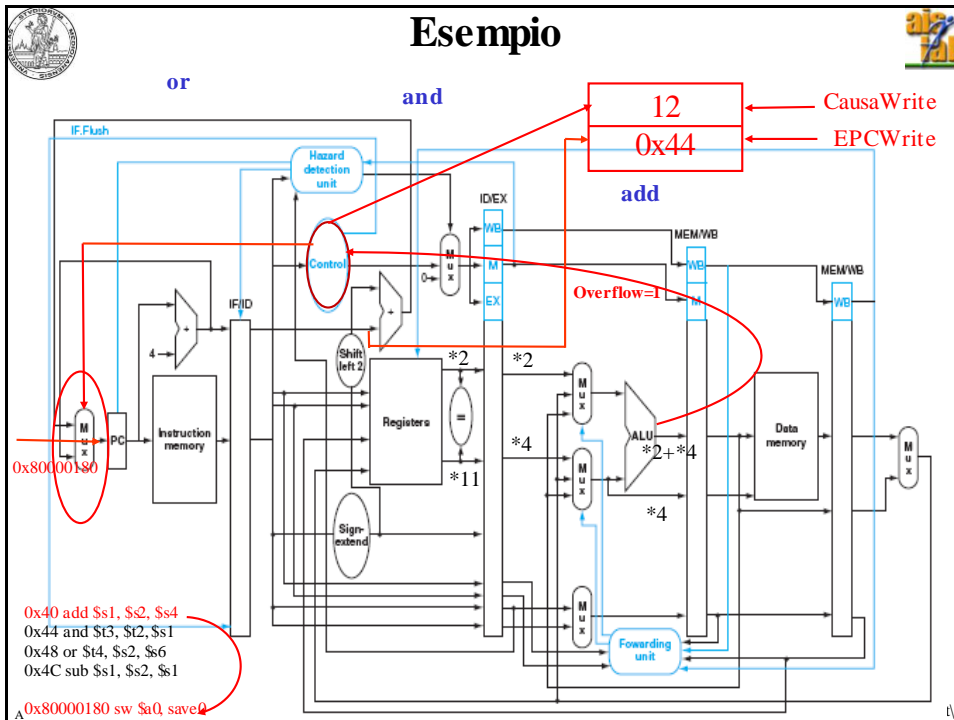 Esempio
or
and
12
CausaWrite
0x44
EPCWrite
add
IF.Flush
Hazard
detection
unit
ID/EX
WB
MEM/WB
WB
MEM/WB
WB
Control
M
u
x
0
M
M
EX
Overflow=1
IF/ID
+
4
+
Shift
left 2
*2
*2
M
u
x
PC
Instruction
memory
Registers
=
M
u
x
ALU
*2+*4
Data
memory
M
u
x
*4
M
u
x
*11
*4
0x80000180
Sign-
extend
M
u
x
Fowarding
unit
0x40 add $s1, $s2, $s4
0x44 and $t3, $t2, $s1
0x48 or $t4, $s2, $s6
0x4C sub $s1, $s2, $s1
0x80000180 sw $a0, save0
A
t\